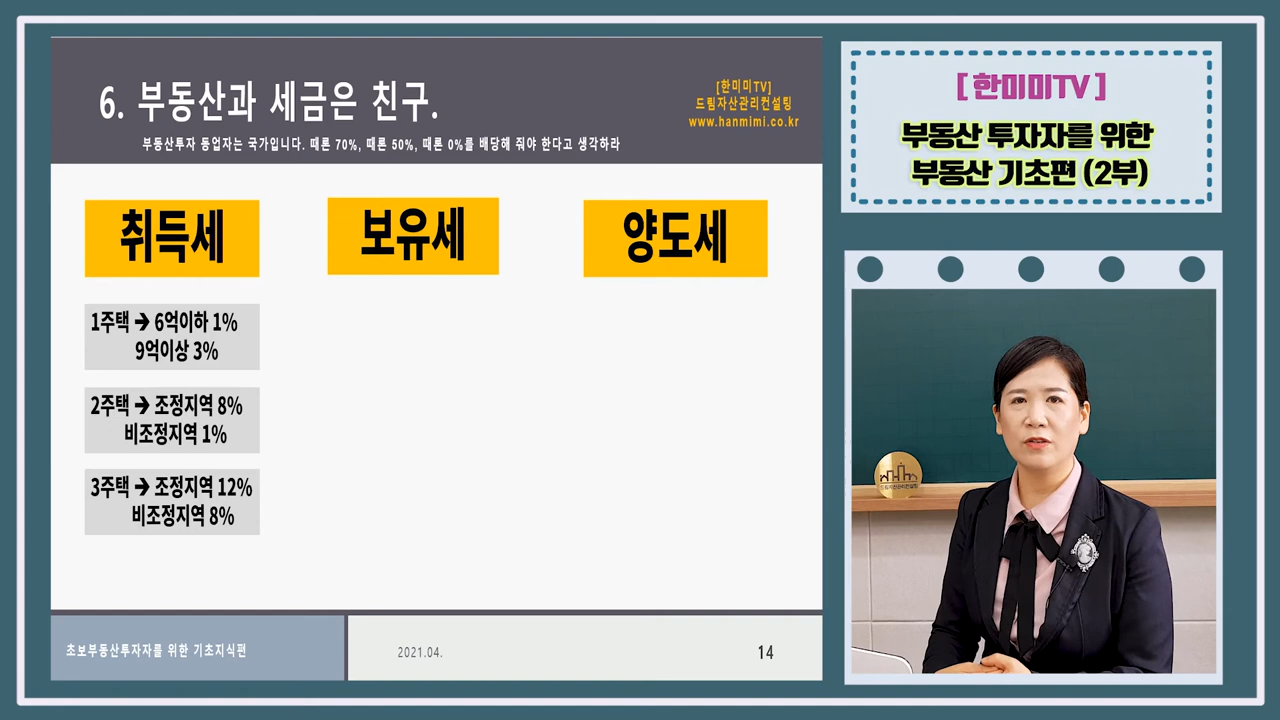 6. 부동산과 세금은 친구.
부동산투자 동업자는 국가입니다. 때론 70%, 때론 50%, 때론 0%를 배당해 줘야 한다고 생각하라
[한미미TV]
드림자산관리컨설팅
www.hanmimi.co.kr
취득세
보유세
양도세
1주택 → 6억이하 1%
9억이상 3%
2주택 → 조정지역 8%
비조정지역 1%
3주택 → 조정지역 12%
비조정지역 8%
초보부동산투자자를 위한 기초지식편
2021.04.
14
[한미미TV]
부동산 투자자를 위한
부동산 기초편 (2부)